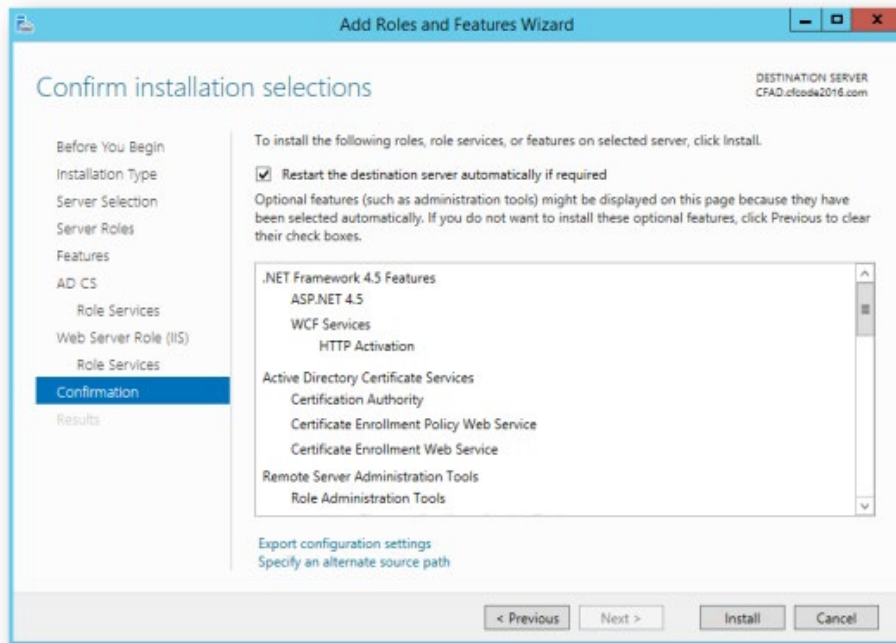 Add Roles and Features Wizard
Confirm installation selections
DESTINATION SERVER
CFAD.cfcode2016.com
Before You Begin
Installation Type
Server Selection
Server Roles
Features
AD CS
Role Services
Web Server Role (IIS)
Role Services
Confirmation
Results
To install the following roles, role services, or features on selected server, click Install.
Restart the destination server automatically if required
Optional features (such as administration tools) might be displayed on this page because they have
been selected automatically. If you do not want to install these optional features, click Previous to clear
their check boxes.
.NET Framework 4.5 Features
ASP.NET 4.5
WCF Services
HTTP Activation
Active Directory Certificate Services
Certification Authority
Certificate Enrollment Policy Web Service
Certificate Enrollment Web Service
Remote Server Administration Tools
Role Administration Tools
Export configuration settings
Specify an alternate source path
< Previous
Next >
Install
Cancel